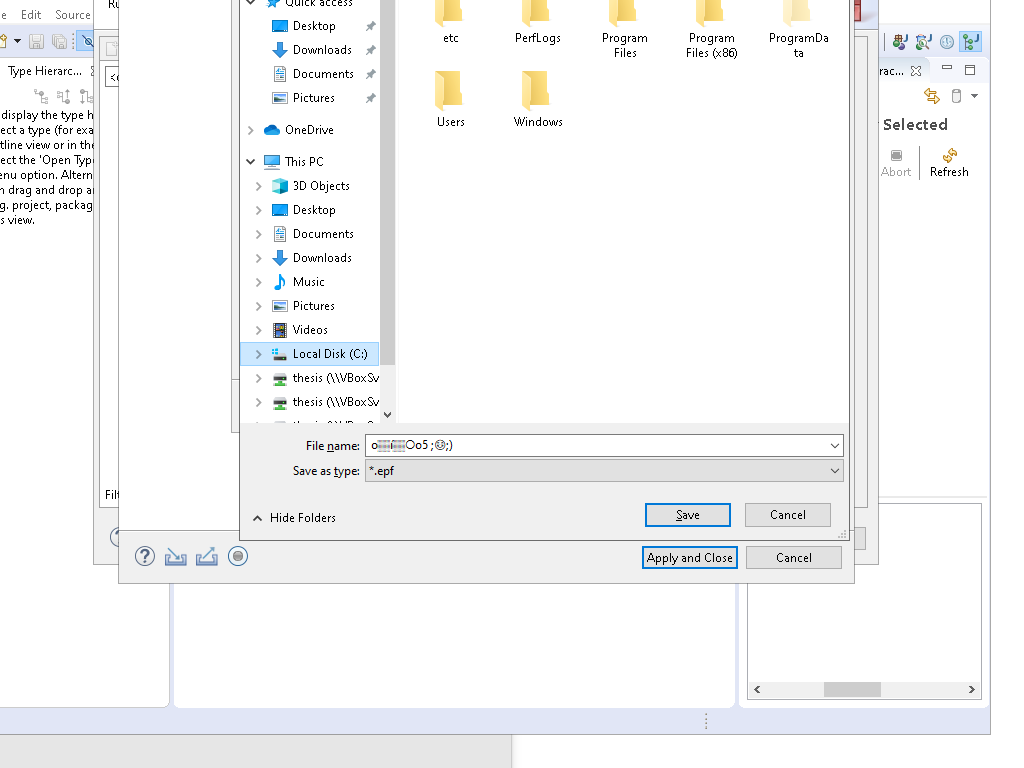 Edit Source
Type Hierarc...
display the type h
ect a type (for exa
tline view or in the
ect the 'Open Type
enu option. Altern
n drag and drop a
g. project, packag
s view.
Quick access
Desktop
Downloads
Documents
Pictures
OneDrive
This PC
3D Objects
Desktop
Documents
Downloads
Music
Pictures
Videos
Local Disk (C:)
thesis (\\VBoxSv
thesis (\\VBoxSv
etc
PerfLogs
Program Files
Program Files (x86)
ProgramData
Users
Windows
rac...
Selected
Abort
Refresh
Filt
File name:
Save as type: *.epf
Hide Folders
Save
Cancel
Apply and Close
Cancel